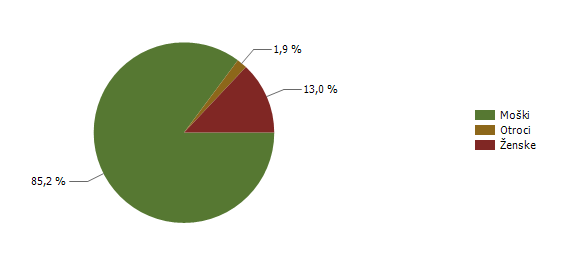 1,9 %
13,0 %
85,2 %
Moški
Otroci
Ženske